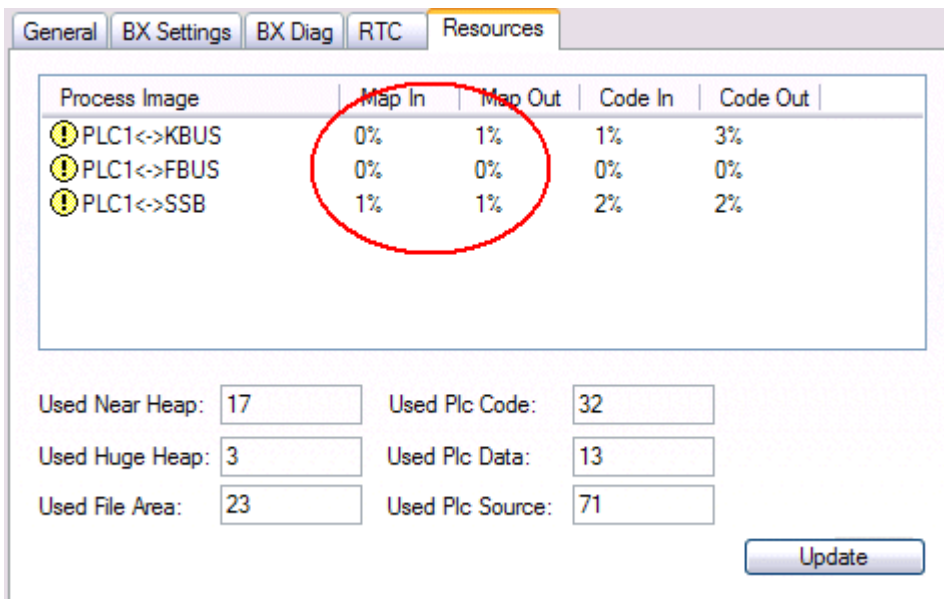 General BX Settings BX Diag RTC Resources
Process Image Map In Map Out Code In Code Out
PLC1<->KBUS 0% 1% 1% 3%
PLC1<->FBUS 0% 0% 0% 0%
PLC1<->SSB 1% 1% 2% 2%
Used Near Heap: 17 Used Plc Code: 32
Used Huge Heap: 3 Used Plc Data: 13
Used File Area: 23 Used Plc Source: 71
Update